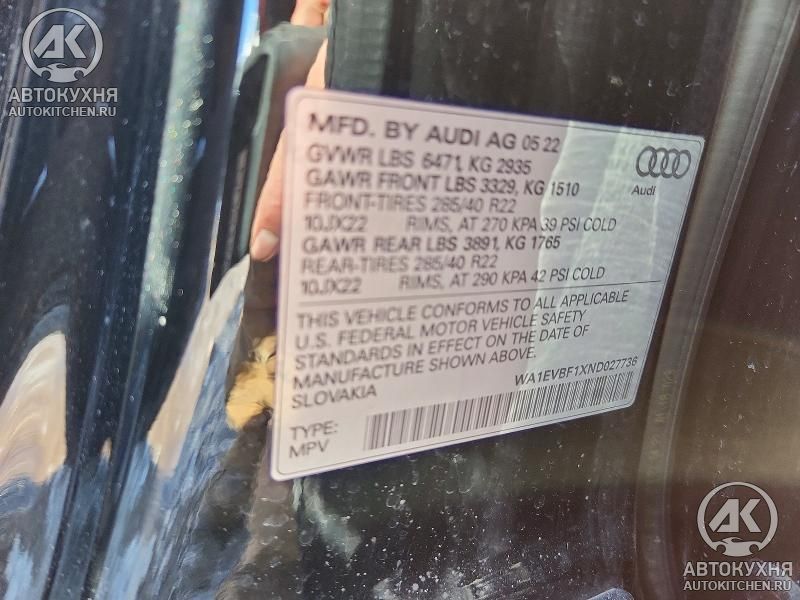 АК
АВТОКУХНЯ
AUTOKITCHEN.RU
MFD. BY AUDI AG 05 22
GVWR LBS 6471, KG 2935
GAWR FRONT LBS 3329, KG 1510
FRONT-TIRES 285/40 R22
10JX22 RIMS, AT 270 KPA 39 PSI COLD
GAWR REAR LBS 3891, KG 1765
REAR-TIRES 285/40 R22
10JX22 RIMS, AT 290 KPA 42 PSI COLD
Audi
THIS VEHICLE CONFORMS TO ALL APPLICABLE
U.S. FEDERAL MOTOR VEHICLE SAFETY
STANDARDS IN EFFECT ON THE DATE OF
MANUFACTURE SHOWN ABOVE.
SLOVAKIA
WA1EVBF1XND027736
TYPE:
MPV
АК
АВТОКУХНЯ
AUTOKITCHEN.RU